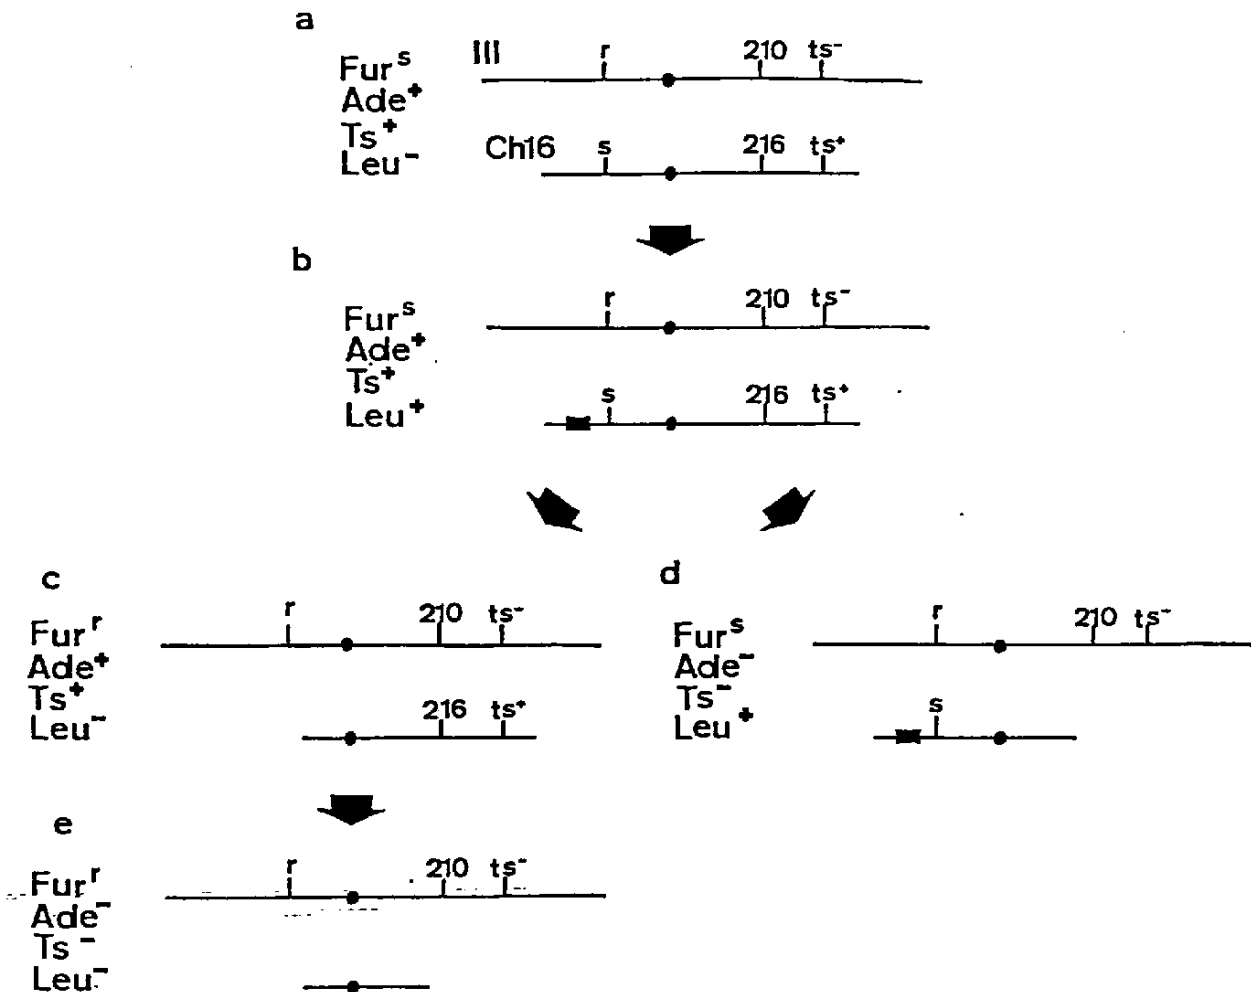 a
III r 210 ts⁻
Fur^s
Ade⁺
Ts⁺
Leu⁻
Ch16 s 216 ts⁺
b
r 210 ts⁻
Fur^s
Ade⁺
Ts⁺
Leu⁺
s 216 ts⁺
c
r 210 ts⁻
Fur^r
Ade⁺
Ts⁺
Leu⁻
216 ts⁺
d
r 210 ts⁻
Fur^s
Ade⁻
Ts⁻
Leu⁺
s
e
r 210 ts⁻
Fur^r
Ade⁻
Ts⁻
Leu⁻